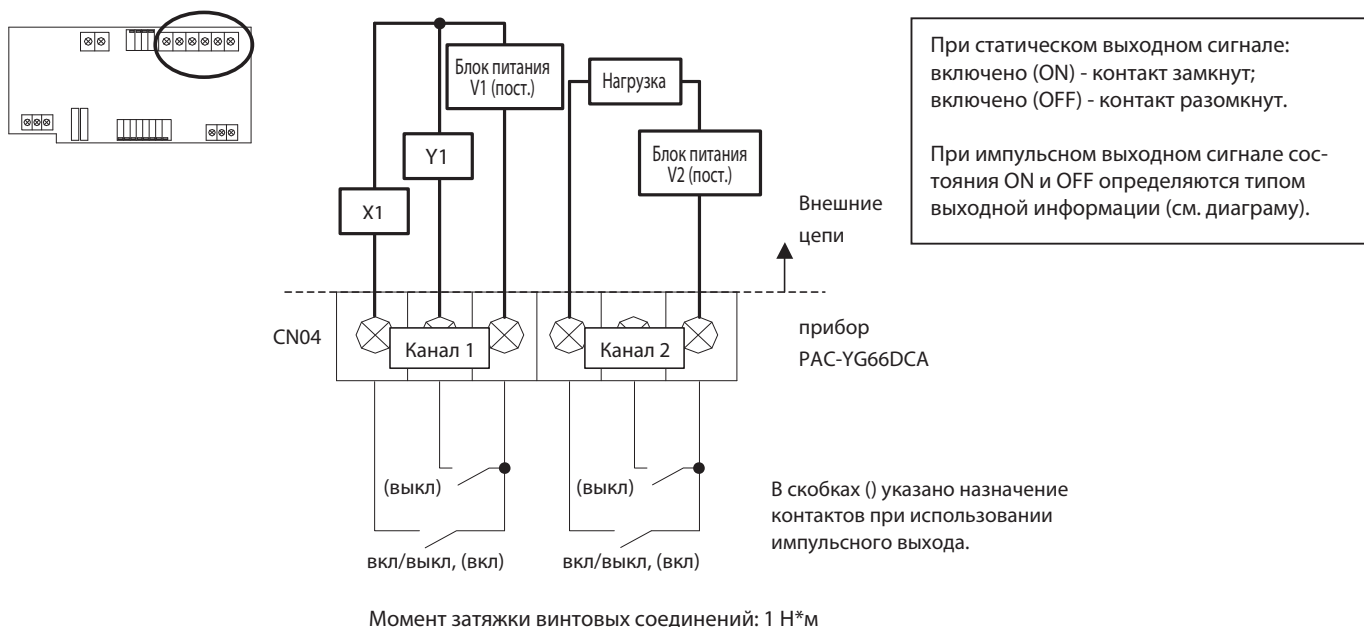 При статическом выходном сигнале:
включено (ON) - контакт замкнут;
включено (OFF) - контакт разомкнут.
При импульсном выходном сигнале сос-
тояния ON и OFF определяются типом
выходной информации (см. диаграму).
Блок питания
V1 (пост.)
Нагрузка
Y1
Блок питания
V2 (пост.)
X1
Внешние
цепи
CN04
Канал 1
Канал 2
прибор
PAC-YG66DCA
(выкл)
(выкл)
В скобках () указано назначение
контактов при использовании
импульсного выхода.
вкл/выкл, (вкл)
вкл/выкл, (вкл)
Момент затяжки винтовых соединений: 1 Н*м